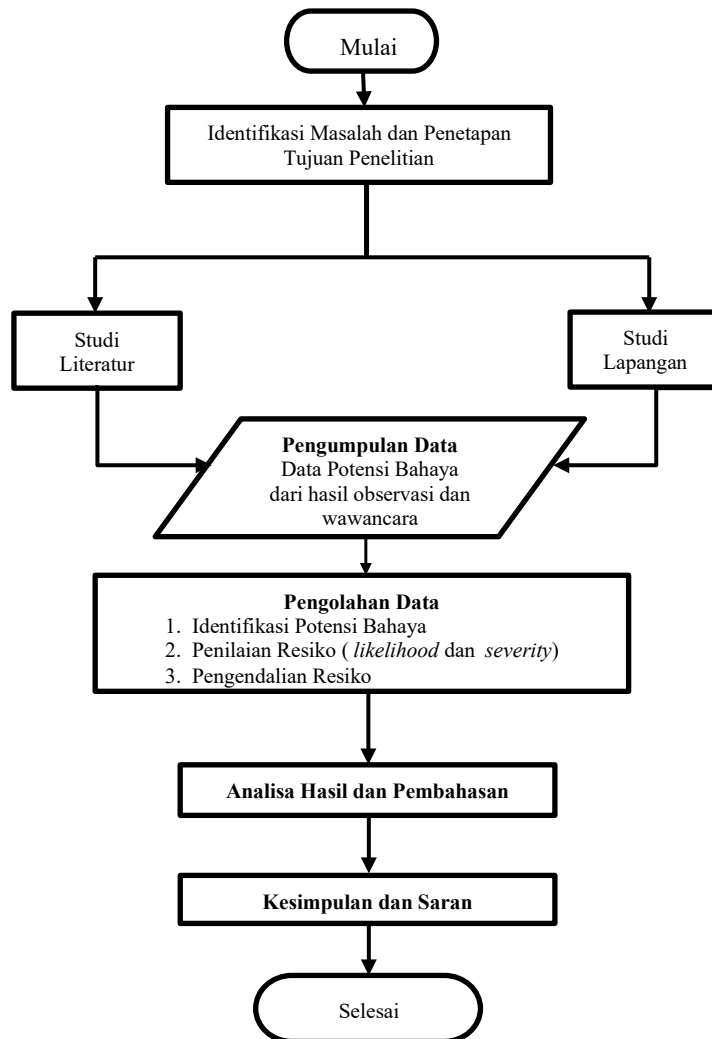 Mulai
Identifikasi Masalah dan Penetapan
Tujuan Penelitian
Studi
Literatur
Studi
Lapangan
Pengumpulan Data
Data Potensi Bahaya
dari hasil observasi dan
wawancara
Pengolahan Data
1. Identifikasi Potensi Bahaya
2. Penilaian Resiko ( likelihood dan severity)
3. Pengendalian Resiko
Analisa Hasil dan Pembahasan
Kesimpulan dan Saran
Selesai